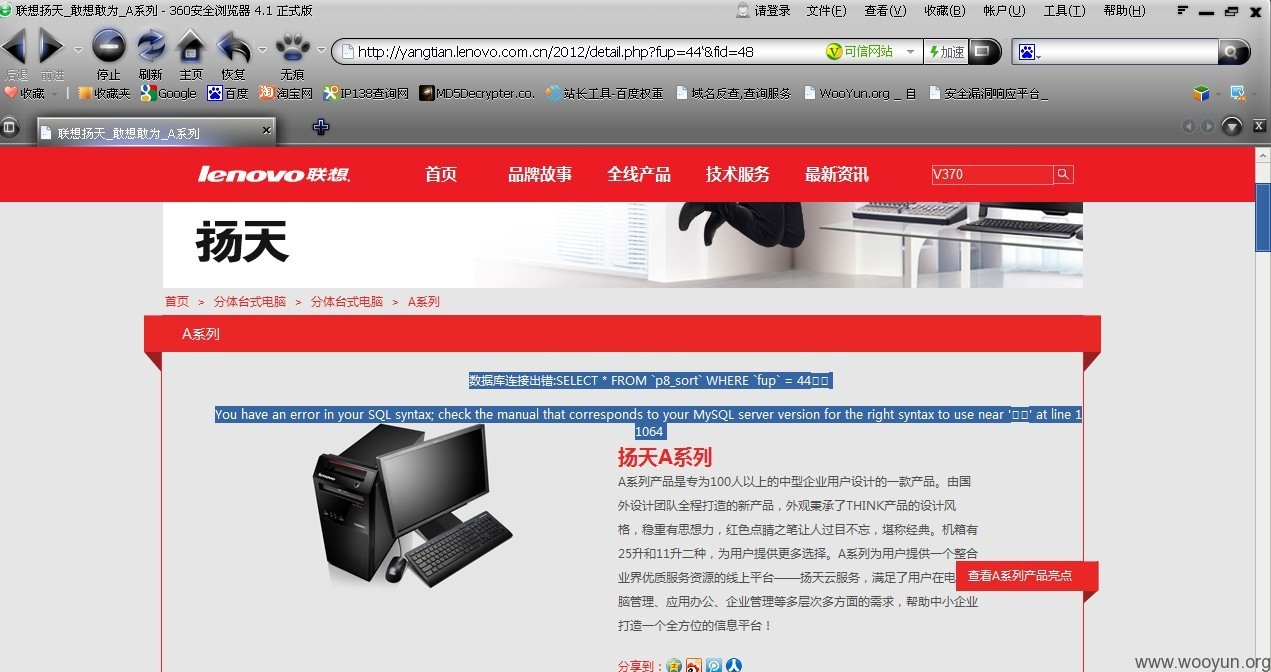 联想扬天_敢想敢为_A系列 - 360安全浏览器 4.1 正式版
请登录 文件(F) 查看(V) 收藏(B) 帐户(U) 工具(T) 帮助(H)
http://yangtian.lenovo.com.cn/2012/detail.php?fup=44'&fid=48 可信网站 加速
后退 前进 停止 刷新 主页 恢复 无痕
收藏 收藏夹 Google 百度 淘宝网 IP138查询网 MD5Decrypter.co. 站长工具-百度权重 域名反查,查询服务 WooYun.org _ 自 安全漏洞响应平台_
联想扬天_敢想敢为_A系列
lenovo联想 首页 品牌故事 全线产品 技术服务 最新资讯 V370
扬天
首页 > 分体台式电脑 > 分体台式电脑 > A系列
A系列
数据库连接出错:SELECT * FROM `p8_sort` WHERE `fup` = 44
You have an error in your SQL syntax; check the manual that corresponds to your MySQL server version for the right syntax to use near '' at line 1
1064
扬天A系列
A系列产品是专为100人以上的中型企业用户设计的一款产品。由国
外设计团队全程打造的新产品，外观秉承了THINK产品的设计风
格，稳重有思想力，红色点睛之笔让人过目不忘，堪称经典。机箱有
25升和11升二种，为用户提供更多选择。A系列为用户提供一个整合
业界优质服务资源的线上平台——扬天云服务，满足了用户在电
查看A系列产品亮点
脑管理、应用办公、企业管理等多层次多方面的需求，帮助中小企业
打造一个全方位的信息平台！
分享到：
www.wooyun.org